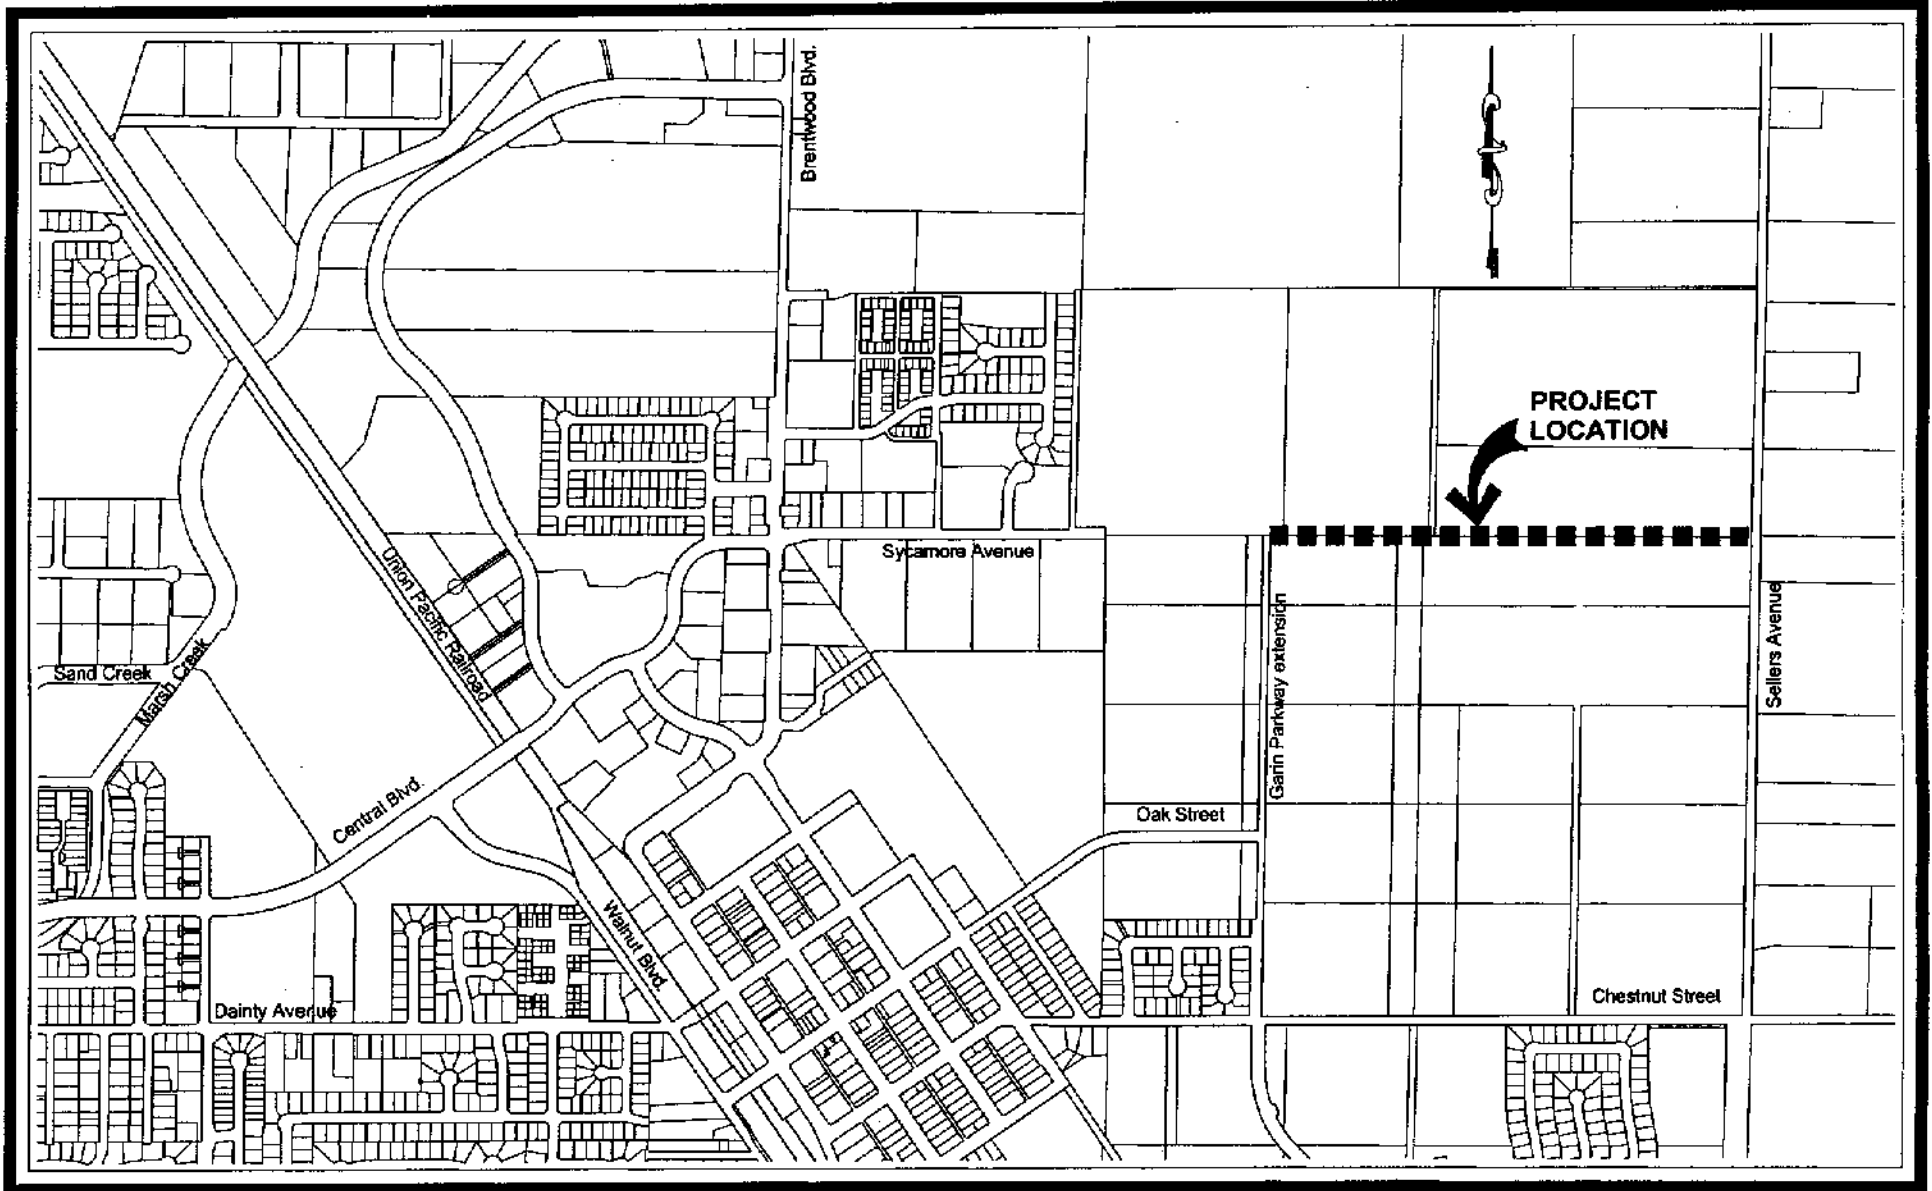 Brentwood Blvd.
PROJECT
LOCATION
Sycamore Avenue
Union Pacific Railroad
Garin Parkway extension
Sellers Avenue
Sand Creek
Marsh Creek
Central Blvd.
Oak Street
Walnut Blvd.
Chestnut Street
Dainty Avenue